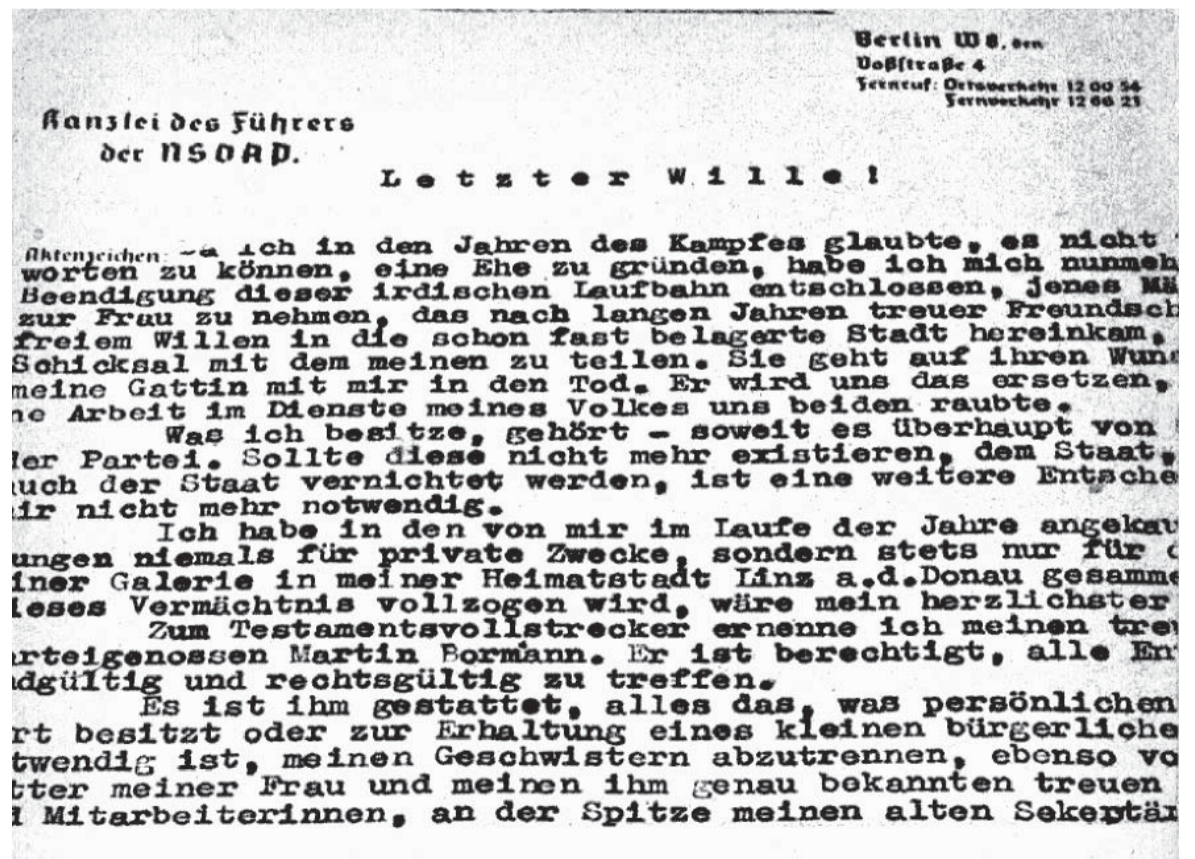 Berlin W 8, den
Voßstraße 4
Fernruf: Ortsverkehr 12 00 54
Fernverkehr 12 66 21
Kanzlei des Führers
der NSDAP.
Letzter Wille!
Aktenzeichen: ich in den Jahren des Kampfes glaubte, es nicht
worten zu können, eine Ehe zu gründen, habe ich mich nunmeh
Beendigung dieser irdischen Laufbahn entschlossen, jenes Mä
zur Frau zu nehmen, das nach langen Jahren treuer Freundsch
freiem Willen in die schon fast belagerte Stadt hereinkam,
Schicksal mit dem meinen zu teilen. Sie geht auf ihren Wuns
meine Gattin mit mir in den Tod. Er wird uns das ersetzen,
ne Arbeit im Dienste meines Volkes uns beiden raubte.
Was ich besitze, gehört - soweit es überhaupt von
der Partei. Sollte diese nicht mehr existieren, dem Staat,
auch der Staat vernichtet werden, ist eine weitere Entsche
ir nicht mehr notwendig.
Ich habe in den von mir im Laufe der Jahre angekau
ungen niemals für private Zwecke, sondern stets nur für d
iner Galerie in meiner Heimatstadt Linz a.d.Donau gesamme
ieses Vermächtnis vollzogen wird, wäre mein herzlichster
Zum Testamentsvollstrecker ernenne ich meinen treu
rteigenossen Martin Bormann. Er ist berechtigt, alle En
dgültig und rechtsgültig zu treffen.
Es ist ihm gestattet, alles das, was persönlichen
rt besitzt oder zur Erhaltung eines kleinen bürgerliche
twendig ist, meinen Geschwistern abzutrennen, ebenso vo
tter meiner Frau und meinen ihm genau bekannten treuen
Mitarbeiterinnen, an der Spitze meinen alten Sekertär